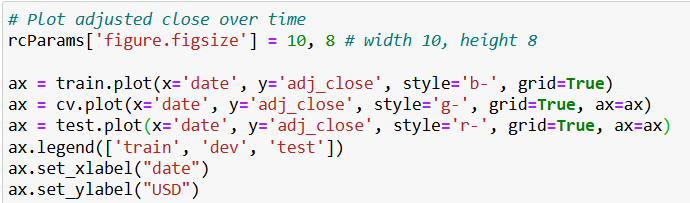 # Plot adjusted close over time
rcParams['figure.figsize'] = 10, 8 # width 10, height 8

ax = train.plot(x='date', y='adj_close', style='b-', grid=True)
ax = cv.plot(x='date', y='adj_close', style='g-', grid=True, ax=ax)
ax = test.plot(x='date', y='adj_close', style='r-', grid=True, ax=ax)
ax.legend(['train', 'dev', 'test'])
ax.set_xlabel("date")
ax.set_ylabel("USD")